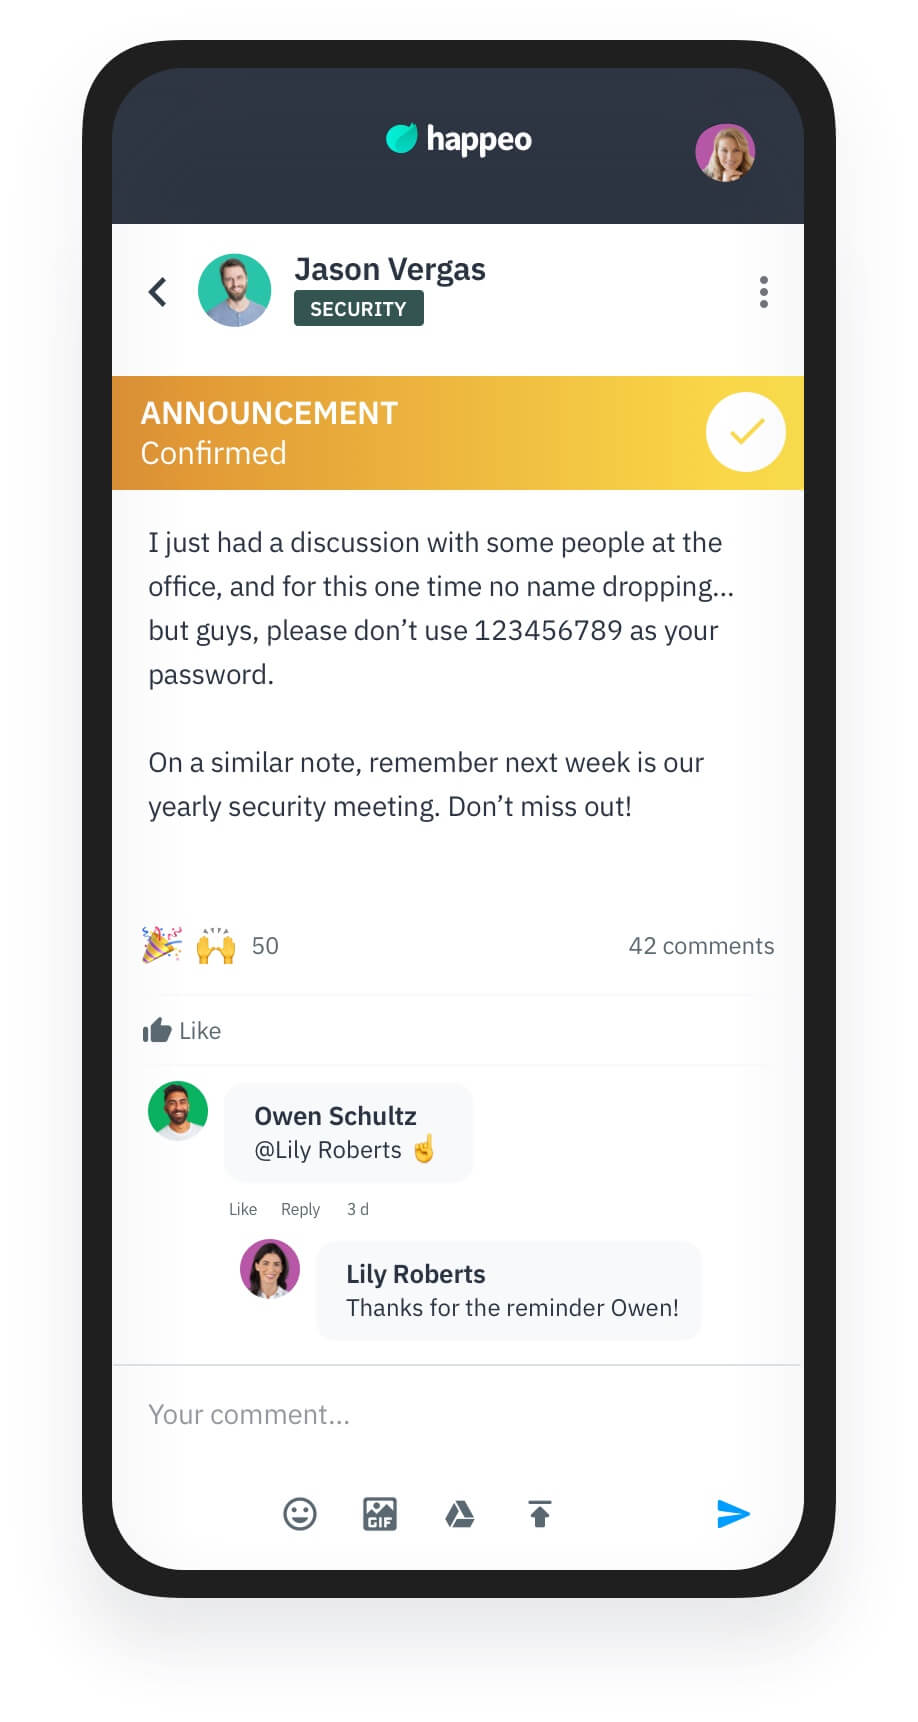 happeo
Jason Vergas
SECURITY
ANNOUNCEMENT
Confirmed
I just had a discussion with some people at the
office, and for this one time no name dropping...
but guys, please don’t use 123456789 as your
password.
On a similar note, remember next week is our
yearly security meeting. Don’t miss out!
🎉 🙌 50 42 comments
Like
Owen Schultz
@Lily Roberts ☝️
Like Reply 3 d
Lily Roberts
Thanks for the reminder Owen!
Your comment...
GIF